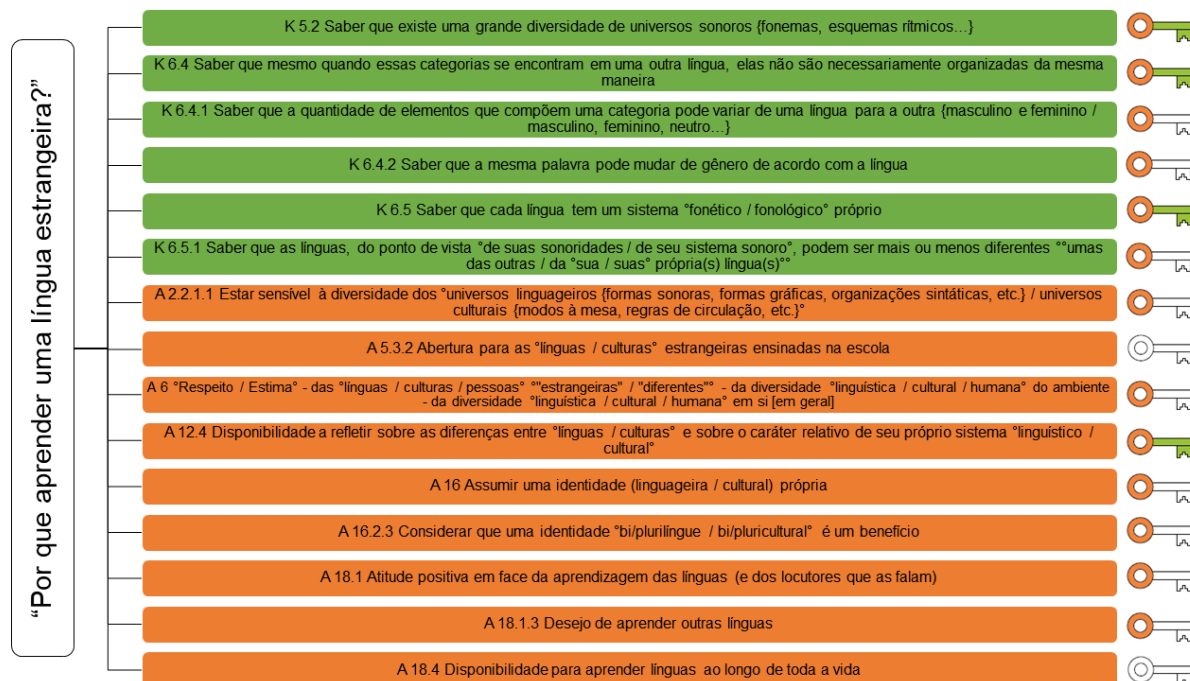 “Por que aprender uma língua estrangeira?”
K 5.2 Saber que existe uma grande diversidade de universos sonoros {fonemas, esquemas rítmicos…}
K 6.4 Saber que mesmo quando essas categorias se encontram em uma outra língua, elas não são necessariamente organizadas da mesma
maneira
K 6.4.1 Saber que a quantidade de elementos que compõem uma categoria pode variar de uma língua para a outra {masculino e feminino /
masculino, feminino, neutro…}
K 6.4.2 Saber que a mesma palavra pode mudar de gênero de acordo com a língua
K 6.5 Saber que cada língua tem um sistema °fonético / fonológico° próprio
K 6.5.1 Saber que as línguas, do ponto de vista °de suas sonoridades / de seu sistema sonoro°, podem ser mais ou menos diferentes °°umas
das outras / da °sua / suas° própria(s) língua(s)°°
A 2.2.1.1 Estar sensível à diversidade dos °universos linguageiros {formas sonoras, formas gráficas, organizações sintáticas, etc.} / universos
culturais {modos à mesa, regras de circulação, etc.}°
A 5.3.2 Abertura para as °línguas / culturas° estrangeiras ensinadas na escola
A 6 °Respeito / Estima° - das °línguas / culturas / pessoas° °"estrangeiras" / "diferentes"° - da diversidade °linguística / cultural / humana° do ambiente
- da diversidade °linguística / cultural / humana° em si [em geral]
A 12.4 Disponibilidade a refletir sobre as diferenças entre °línguas / culturas° e sobre o caráter relativo de seu próprio sistema °linguístico /
cultural°
A 16 Assumir uma identidade (linguageira / cultural) própria
A 16.2.3 Considerar que uma identidade °bi/plurilíngue / bi/pluricultural° é um benefício
A 18.1 Atitude positiva em face da aprendizagem das línguas (e dos locutores que as falam)
A 18.1.3 Desejo de aprender outras línguas
A 18.4 Disponibilidade para aprender línguas ao longo de toda a vida